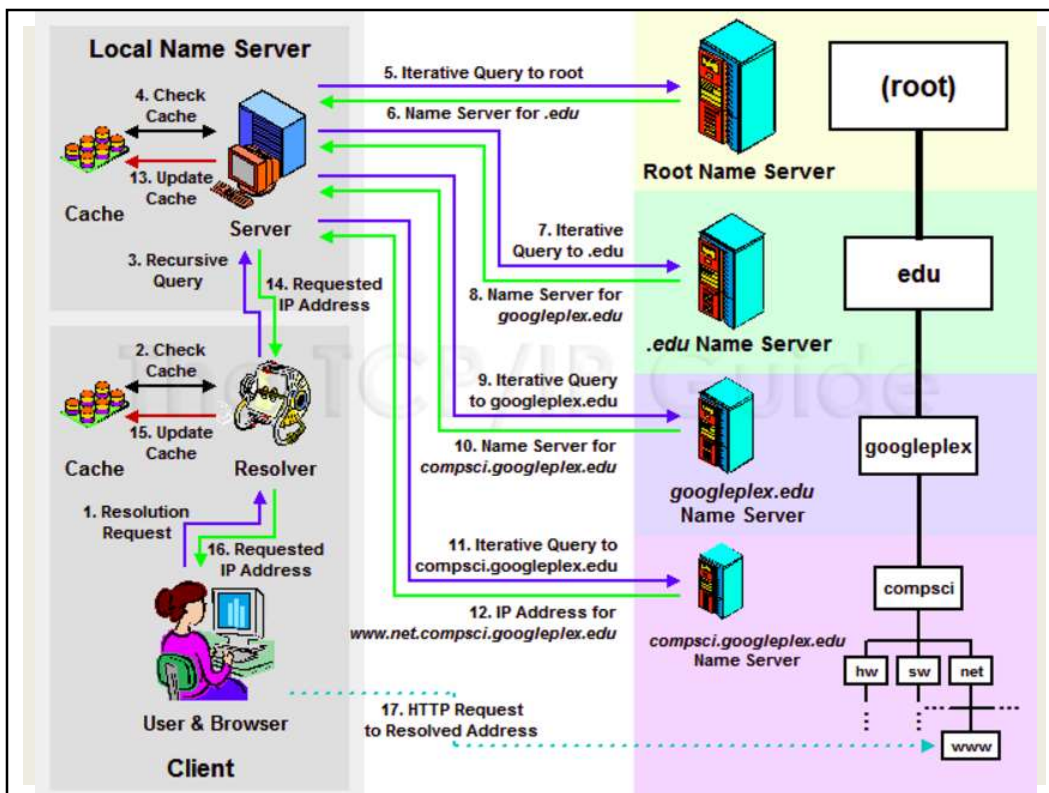 Local Name Server
4. Check
Cache
13. Update
Cache
Cache
Server
3. Recursive
Query
14. Requested
IP Address
2. Check
Cache
15. Update
Cache
Cache
Resolver
1. Resolution
Request
16. Requested
IP Address
User & Browser
Client
5. Iterative Query to root
6. Name Server for .edu
7. Iterative
Query to .edu
8. Name Server for
googleplex.edu
9. Iterative Query
to googleplex.edu
10. Name Server for
compsci.googleplex.edu
11. Iterative Query to
compsci.googleplex.edu
12. IP Address for
www.net.compsci.googleplex.edu
17. HTTP Request
to Resolved Address
Root Name Server
.edu Name Server
googleplex.edu
Name Server
compsci.googleplex.edu
Name Server
(root)
edu
googleplex
compsci
hw
sw
net
www
The TCP/IP Guide